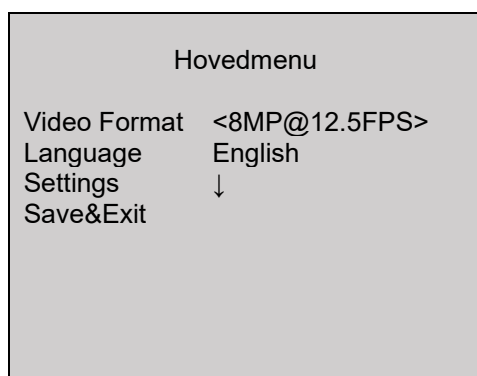 Hovedmenu
Video Format <8MP@12.5FPS>
Language English
Settings ↓
Save&Exit